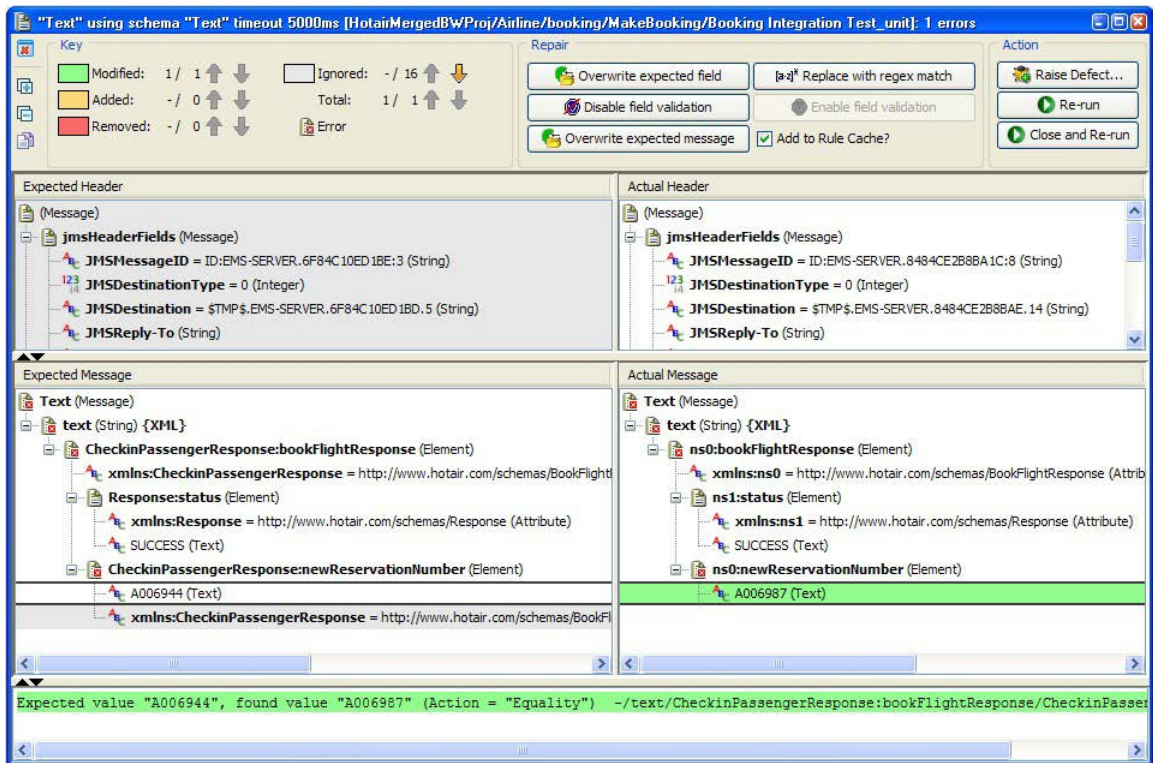 "Text" using schema "Text" timeout 5000ms [HotairMergedBWProj/Airline/booking/MakeBooking/Booking Integration Test_unit]: 1 errors
Key
Modified: 1 / 1
Ignored: - / 16
Added: - / 0
Total: 1 / 1
Removed: - / 0
Error
Repair
Overwrite expected field
[a-z]* Replace with regex match
Disable field validation
Enable field validation
Overwrite expected message
Add to Rule Cache?
Action
Raise Defect...
Re-run
Close and Re-run
Expected Header
(Message)
jmsHeaderFields (Message)
JMSMessageID = ID:EMS-SERVER.6F84C10ED1BE:3 (String)
JMSDestinationType = 0 (Integer)
JMSDestination = $TMP$.EMS-SERVER.6F84C10ED1BD.5 (String)
JMSReply-To (String)
Actual Header
(Message)
jmsHeaderFields (Message)
JMSMessageID = ID:EMS-SERVER.8484CE2B8BA1C:8 (String)
JMSDestinationType = 0 (Integer)
JMSDestination = $TMP$.EMS-SERVER.8484CE2B8BAE.14 (String)
JMSReply-To (String)
Expected Message
Text (Message)
text (String) {XML}
CheckinPassengerResponse:bookFlightResponse (Element)
xmlns:CheckinPassengerResponse = http://www.hotair.com/schemas/BookFlight
Response:status (Element)
xmlns:Response = http://www.hotair.com/schemas/Response (Attribute)
SUCCESS (Text)
CheckinPassengerResponse:newReservationNumber (Element)
A006944 (Text)
xmlns:CheckinPassengerResponse = http://www.hotair.com/schemas/BookFl
Actual Message
Text (Message)
text (String) {XML}
ns0:bookFlightResponse (Element)
xmlns:ns0 = http://www.hotair.com/schemas/BookFlightResponse (Attrib
ns1:status (Element)
xmlns:ns1 = http://www.hotair.com/schemas/Response (Attribute)
SUCCESS (Text)
ns0:newReservationNumber (Element)
A006987 (Text)
Expected value "A006944", found value "A006987" (Action = "Equality") ~/text/CheckinPassengerResponse:bookFlightResponse/CheckinPasser